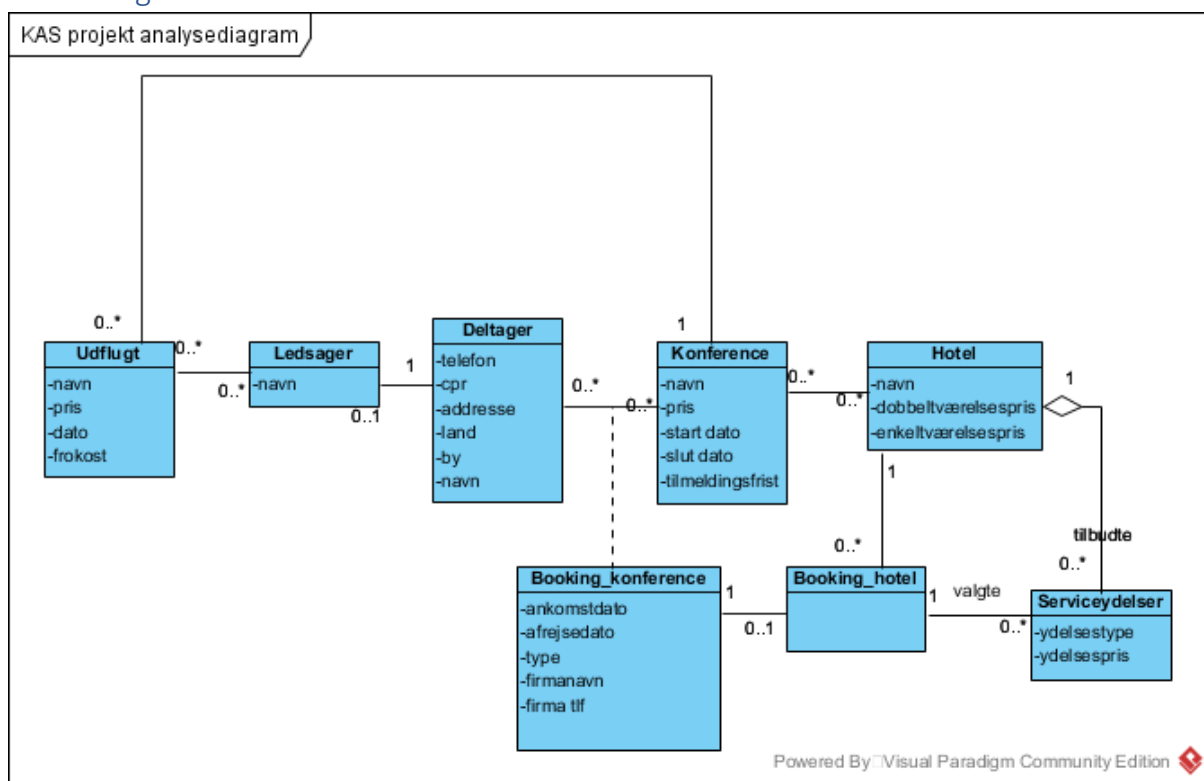 KAS projekt analysediagram
0..*
1
Udflugt
-navn
-pris
-dato
-frokost
0..*
0..*
Ledsager
-navn
1
0..1
Deltager
-telefon
-cpr
-addresse
-land
-by
-navn
0..*
0..*
Konference
-navn
-pris
-start dato
-slut dato
-tilmeldingsfrist
0..*
0..*
Hotel
-navn
-dobbeltværelsespris
-enkeltværelsespris
1
1
0..*
tilbudte
0..*
Booking_konference
-ankomstdato
-afrejsedato
-type
-firmanavn
-firma tlf
1
0..1
Booking_hotel
1
valgte
0..*
Serviceydelser
-ydelsestype
-ydelsespris
Powered By Visual Paradigm Community Edition